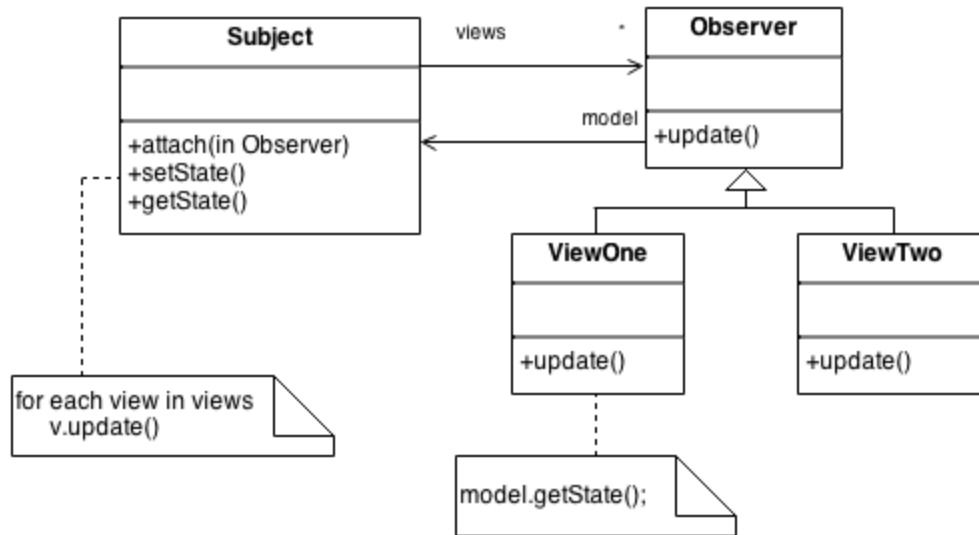 Subject
+attach(in Observer)
+setState()
+getState()
views
*
model
Observer
+update()
ViewOne
+update()
ViewTwo
+update()
for each view in views
v.update()
model.getState();